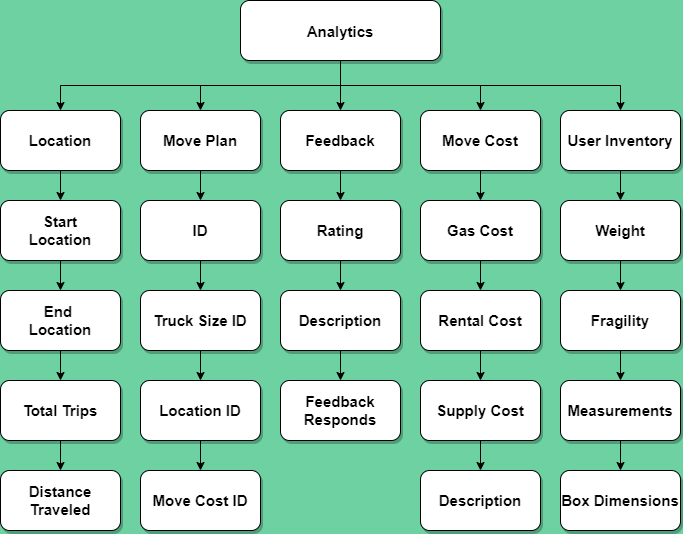 Analytics
Location
Move Plan
Feedback
Move Cost
User Inventory
Start
Location
ID
Rating
Gas Cost
Weight
End
Location
Truck Size ID
Description
Rental Cost
Fragility
Total Trips
Location ID
Feedback
Responds
Supply Cost
Measurements
Distance
Traveled
Move Cost ID
Description
Box Dimensions